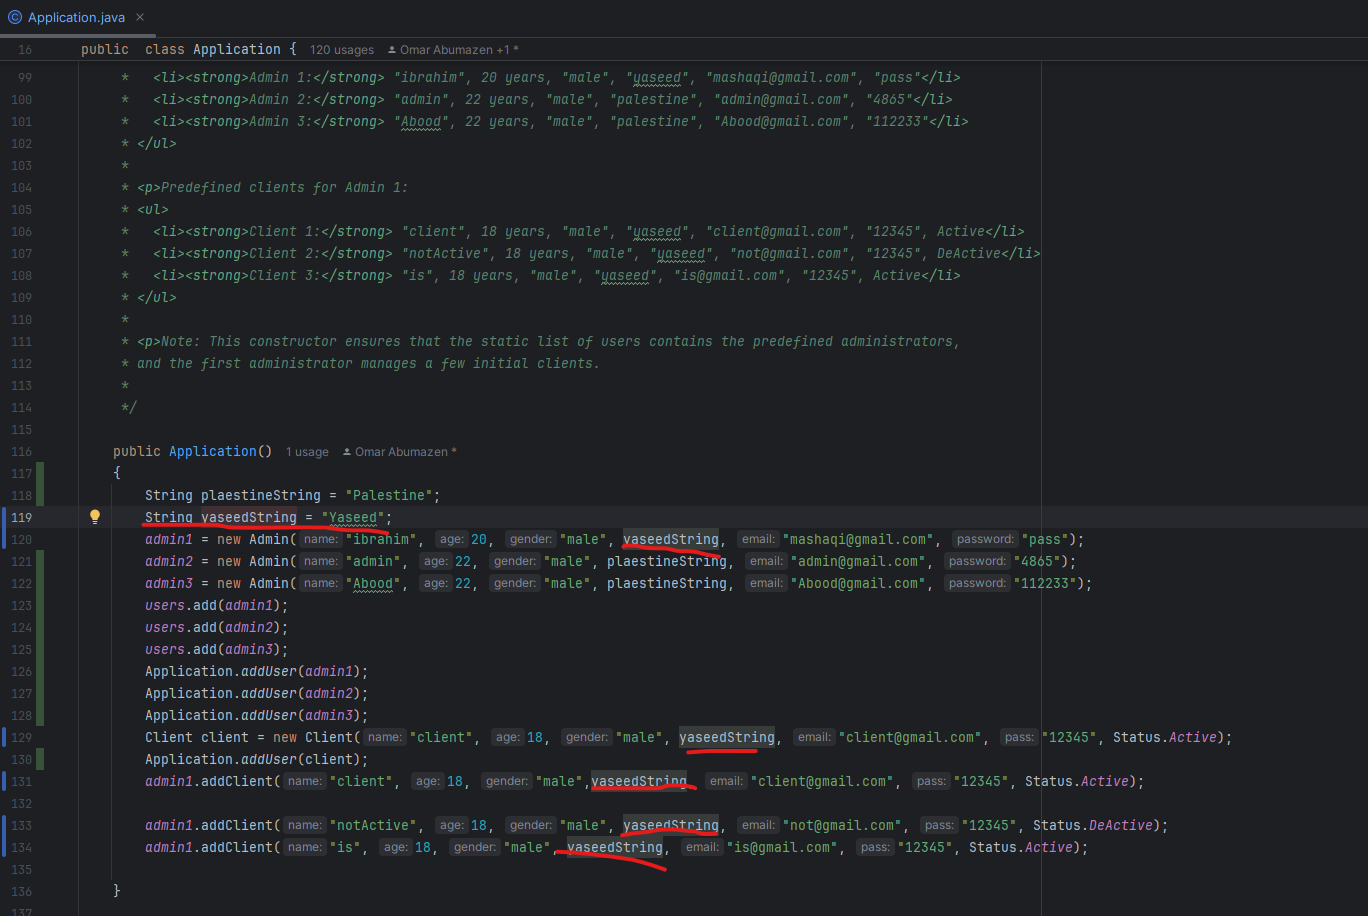 Application.java ×
16 public class Application { 120 usages Omar Abumazen +1 *
99 * <li><strong>Admin 1:</strong> "ibrahim", 20 years, "male", "yaseed", "mashaqi@gmail.com", "pass"</li>
100 * <li><strong>Admin 2:</strong> "admin", 22 years, "male", "palestine", "admin@gmail.com", "4865"</li>
101 * <li><strong>Admin 3:</strong> "Abood", 22 years, "male", "palestine", "Abood@gmail.com", "112233"</li>
102 * </ul>
103 *
104 * <p>Predefined clients for Admin 1:
105 * <ul>
106 * <li><strong>Client 1:</strong> "client", 18 years, "male", "yaseed", "client@gmail.com", "12345", Active</li>
107 * <li><strong>Client 2:</strong> "notActive", 18 years, "male", "yaseed", "not@gmail.com", "12345", DeActive</li>
108 * <li><strong>Client 3:</strong> "is", 18 years, "male", "yaseed", "is@gmail.com", "12345", Active</li>
109 * </ul>
110 *
111 * <p>Note: This constructor ensures that the static list of users contains the predefined administrators,
112 * and the first administrator manages a few initial clients.
113 *
114 */
115
116 public Application() 1 usage Omar Abumazen *
117 {
118 String plaestineString = "Palestine";
119 String yaseedString = "Yaseed";
120 admin1 = new Admin( name: "ibrahim", age: 20, gender: "male", yaseedString, email: "mashaqi@gmail.com", password: "pass");
121 admin2 = new Admin( name: "admin", age: 22, gender: "male", plaestineString, email: "admin@gmail.com", password: "4865");
122 admin3 = new Admin( name: "Abood", age: 22, gender: "male", plaestineString, email: "Abood@gmail.com", password: "112233");
123 users.add(admin1);
124 users.add(admin2);
125 users.add(admin3);
126 Application.addUser(admin1);
127 Application.addUser(admin2);
128 Application.addUser(admin3);
129 Client client = new Client( name: "client", age: 18, gender: "male", yaseedString, email: "client@gmail.com", pass: "12345", Status.Active);
130 Application.addUser(client);
131 admin1.addClient( name: "client", age: 18, gender: "male",yaseedString, email: "client@gmail.com", pass: "12345", Status.Active);
132
133 admin1.addClient( name: "notActive", age: 18, gender: "male", yaseedString, email: "not@gmail.com", pass: "12345", Status.DeActive);
134 admin1.addClient( name: "is", age: 18, gender: "male", yaseedString, email: "is@gmail.com", pass: "12345", Status.Active);
135
136 }
137